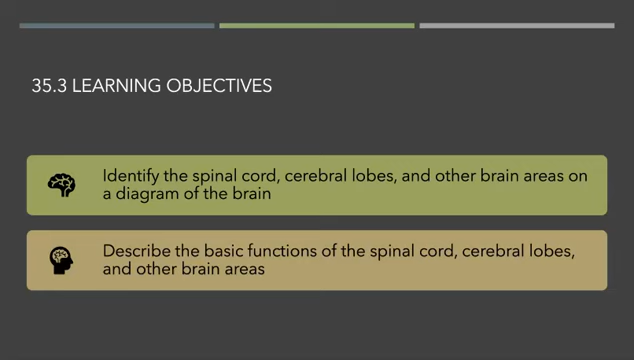 35.3 LEARNING OBJECTIVES
Identify the spinal cord, cerebral lobes, and other brain areas on
a diagram of the brain
Describe the basic functions of the spinal cord, cerebral lobes,
and other brain areas